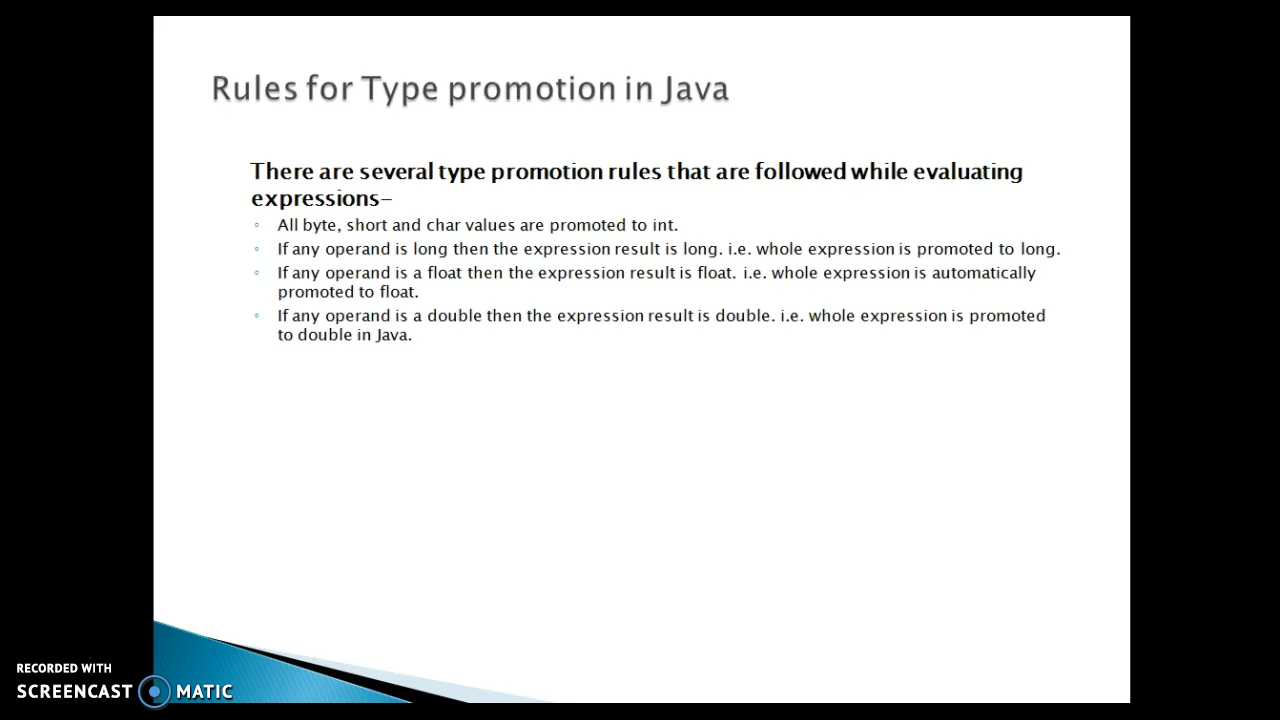 Rules for Type promotion in Java
There are several type promotion rules that are followed while evaluating
expressions-
◦ All byte, short and char values are promoted to int.
◦ If any operand is long then the expression result is long. i.e. whole expression is promoted to long.
◦ If any operand is a float then the expression result is float. i.e. whole expression is automatically
promoted to float.
◦ If any operand is a double then the expression result is double. i.e. whole expression is promoted
to double in Java.
RECORDED WITH
SCREENCAST MATIC